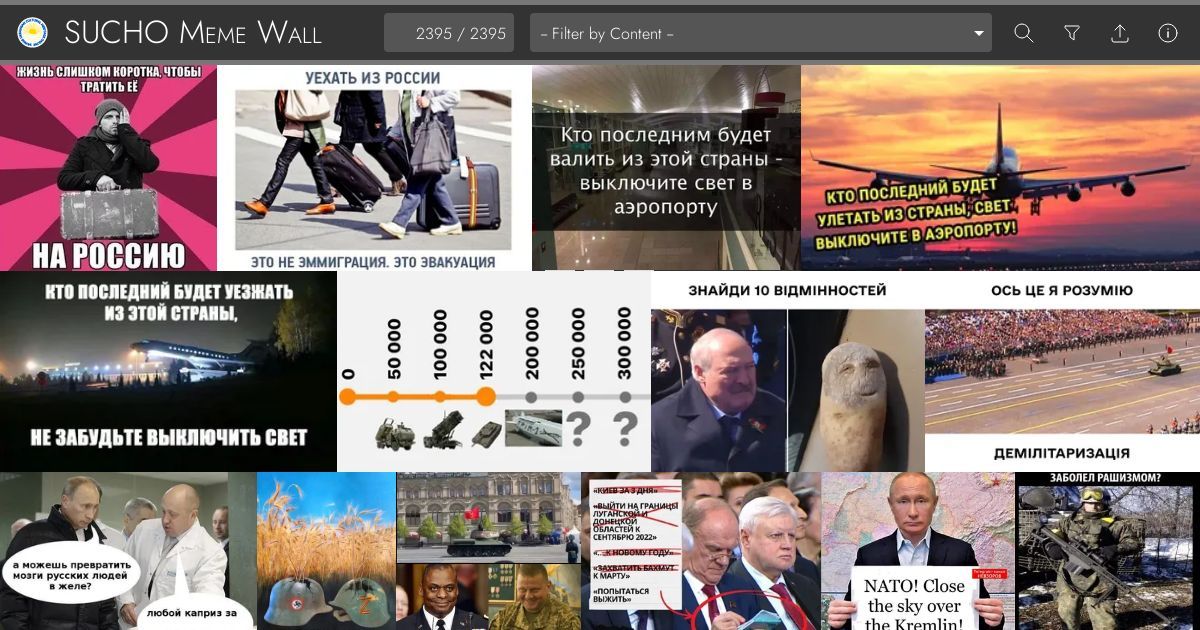 SUCHO Meme Wall
2395 / 2395
– Filter by Content –
ЖИЗНЬ СЛИШКОМ КОРОТКА, ЧТОБЫ
ТРАТИТЬ ЕЁ
НА РОССИЮ
УЕХАТЬ ИЗ РОССИИ
ЭТО НЕ ЭММИГРАЦИЯ. ЭТО ЭВАКУАЦИЯ
Кто последним будет
валить из этой страны -
выключите свет в
аэропорту
КТО ПОСЛЕДНИЙ БУДЕТ
УЛЕТАТЬ ИЗ СТРАНЫ, СВЕТ
ВЫКЛЮЧИТЕ В АЭРОПОРТУ!
КТО ПОСЛЕДНИЙ БУДЕТ УЕЗЖАТЬ
ИЗ ЭТОЙ СТРАНЫ,
НЕ ЗАБУДЬТЕ ВЫКЛЮЧИТЬ СВЕТ
0
50 000
100 000
122 000
200 000
250 000
300 000
? ?
ЗНАЙДИ 10 ВІДМІННОСТЕЙ
ОСЬ ЦЕ Я РОЗУМІЮ
ДЕМІЛІТАРИЗАЦІЯ
а можешь превратить
мозги русских людей
в желе?
любой каприз за
Z
«КИЕВ ЗА 3 ДНЯ»
«ВЫЙТИ НА ГРАНИЦЫ
ЛУГАНСКОЙ И
ДОНЕЦКОЙ
ОБЛАСТЕЙ К
СЕНТЯБРЮ 2022»
«...К НОВОМУ ГОДУ»
«ЗАХВАТИТЬ БАХМУТ
К МАРТУ»
«ПОПЫТАТЬСЯ
ВЫЖИТЬ»
НЕВЗОРОВ
NATO! Close
the sky over
the Kremlin!
ЗАБОЛЕЛ РАШИЗМОМ?